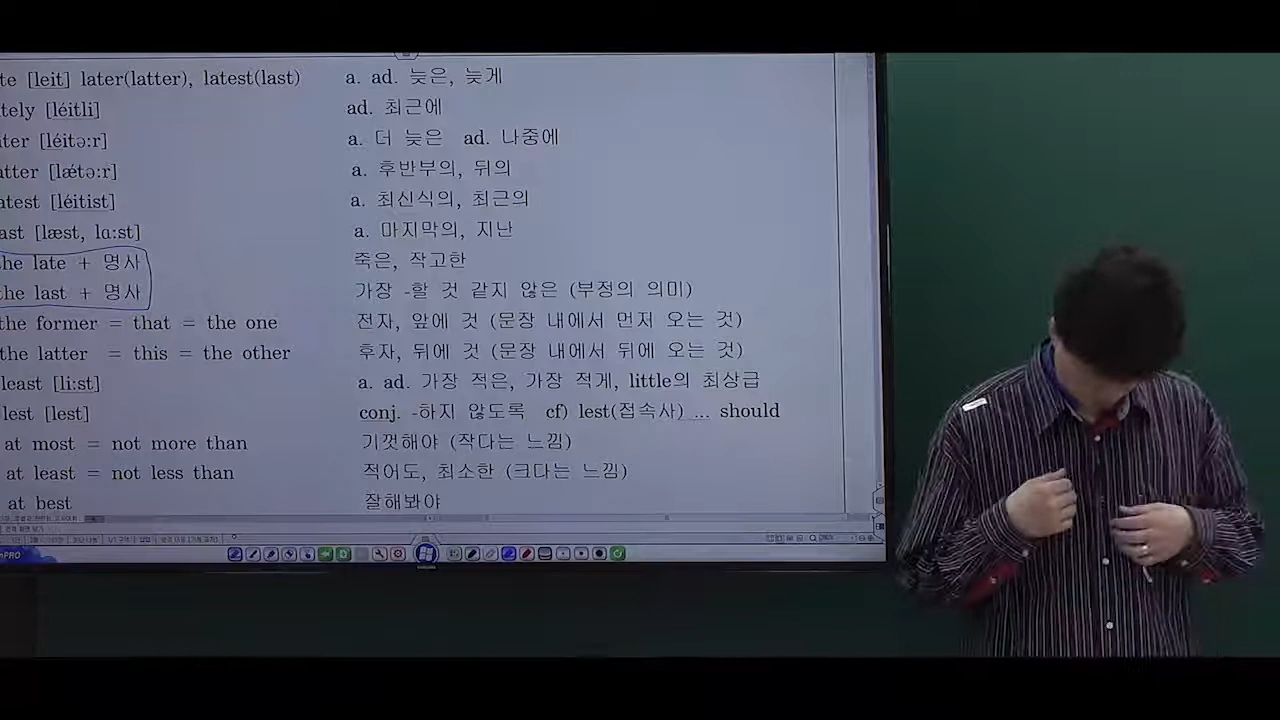 te [leit] later(latter), latest(last) a. ad. 늦은, 늦게
tely [léitli] ad. 최근에
ter [léitə:r] a. 더 늦은 ad. 나중에
atter [lǽtə:r] a. 후반부의, 뒤의
atest [léitist] a. 최신식의, 최근의
ast [læst, lɑ:st] a. 마지막의, 지난
the late + 명사 죽은, 작고한
the last + 명사 가장 -할 것 같지 않은 (부정의 의미)
the former = that = the one 전자, 앞에 것 (문장 내에서 먼저 오는 것)
the latter = this = the other 후자, 뒤에 것 (문장 내에서 뒤에 오는 것)
least [li:st] a. ad. 가장 적은, 가장 적게, little의 최상급
lest [lest] conj. -하지 않도록 cf) lest(접속사) ... should
at most = not more than 기껏해야 (작다는 느낌)
at least = not less than 적어도, 최소한 (크다는 느낌)
at best 잘해봐야
nPRO